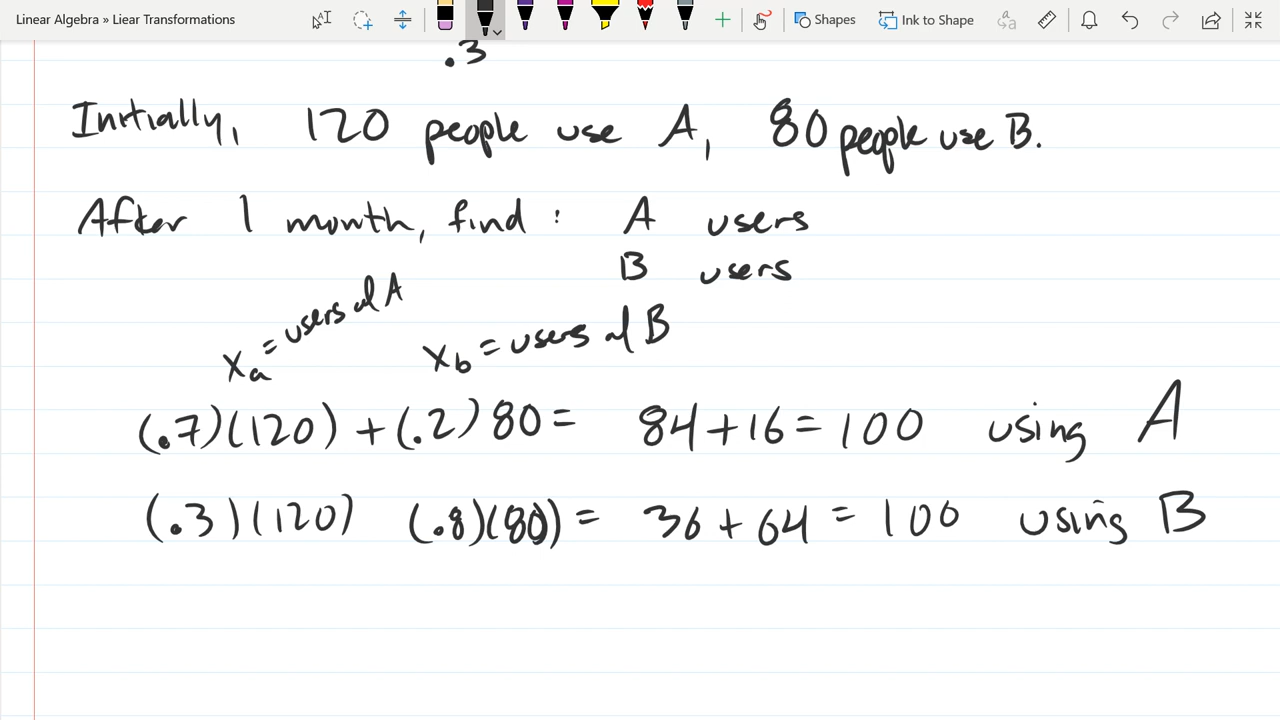 Linear Algebra » Liear Transformations
Shapes
Ink to Shape
.3
Initially, 120 people use A, 80 people use B.
After 1 month, find : A users
B users
xa = users of A
xb = users of B
(.7)(120) + (.2) 80 = 84 + 16 = 100 using A
(.3)(120) (.8)(80) = 36 + 64 = 100 using B